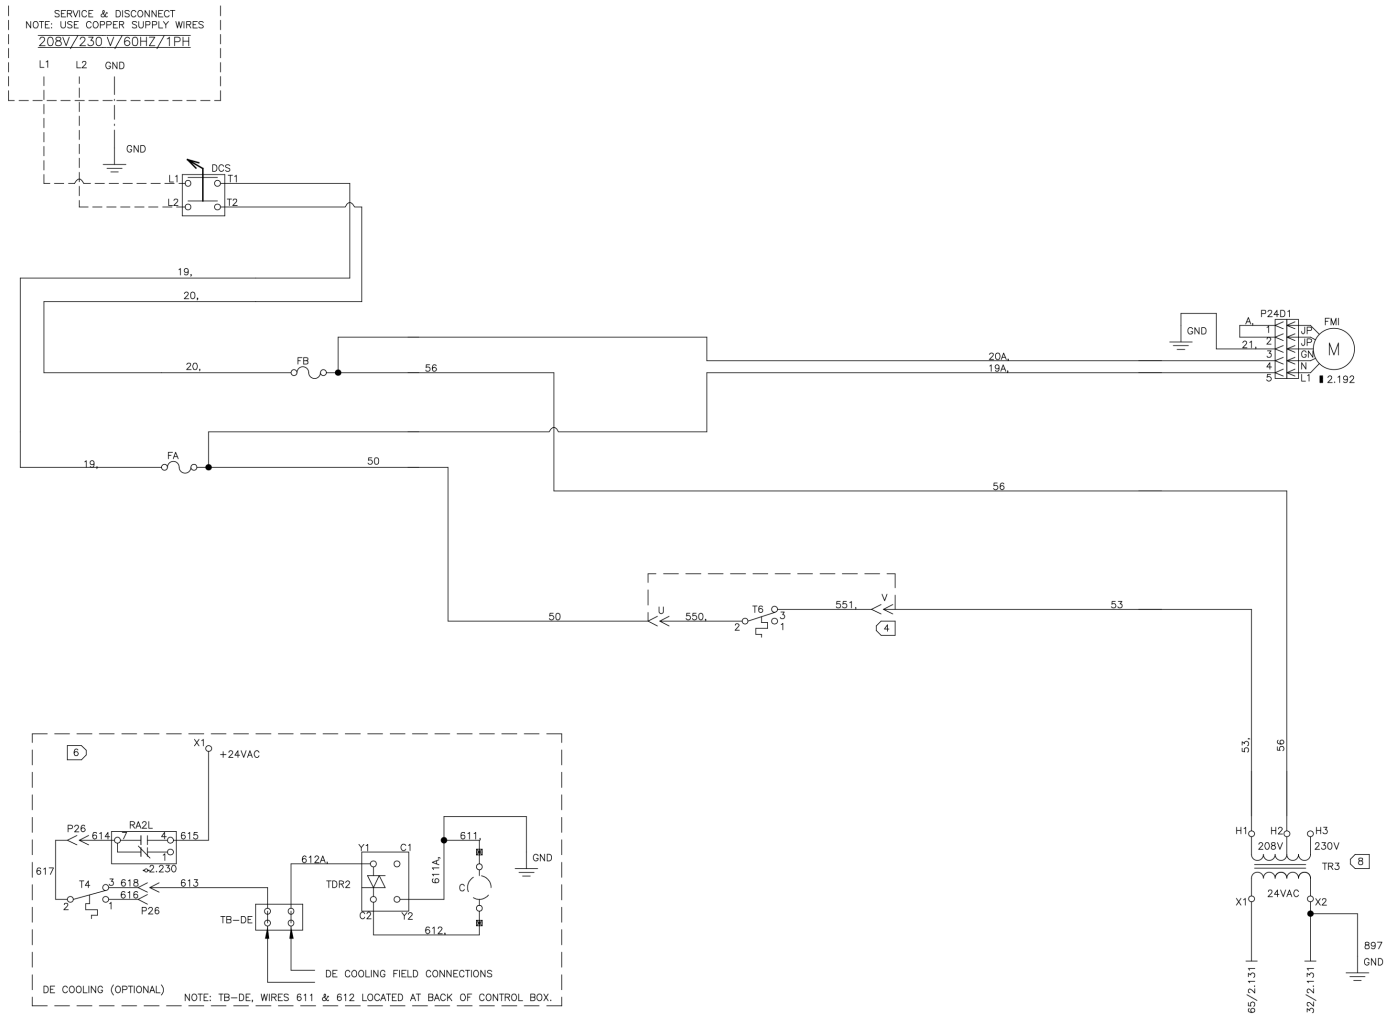 SERVICE & DISCONNECT
NOTE: USE COPPER SUPPLY WIRES
208V/230 V/60HZ/1PH
L1 L2 GND
GND
DCS
L1 T1
L2 T2
19,
20,
P24D1
FMI
A,
1 JP
GND
21, 2 JP
M
20A, 3 GN
FB
20, 56
19A, 4 N
5 L1
2.192
FA
19, 50
56
T6
U V
551, 53
50 550, 3
2 1
4
53, 56
6
X1
+24VAC
P26 RA2L
614 7 4 615
1
2.230
617
T4 3 618 613
616
2 1 P26
Y1 C1
612A,
TDR2
611A,
611,
C
GND
C2 Y2
TB-DE
612,
DE COOLING FIELD CONNECTIONS
DE COOLING (OPTIONAL)
NOTE: TB-DE, WIRES 611 & 612 LOCATED AT BACK OF CONTROL BOX.
H1 H2 H3
208V 230V
TR3
8
24VAC
X1 X2
897
GND
65/2.131
32/2.131